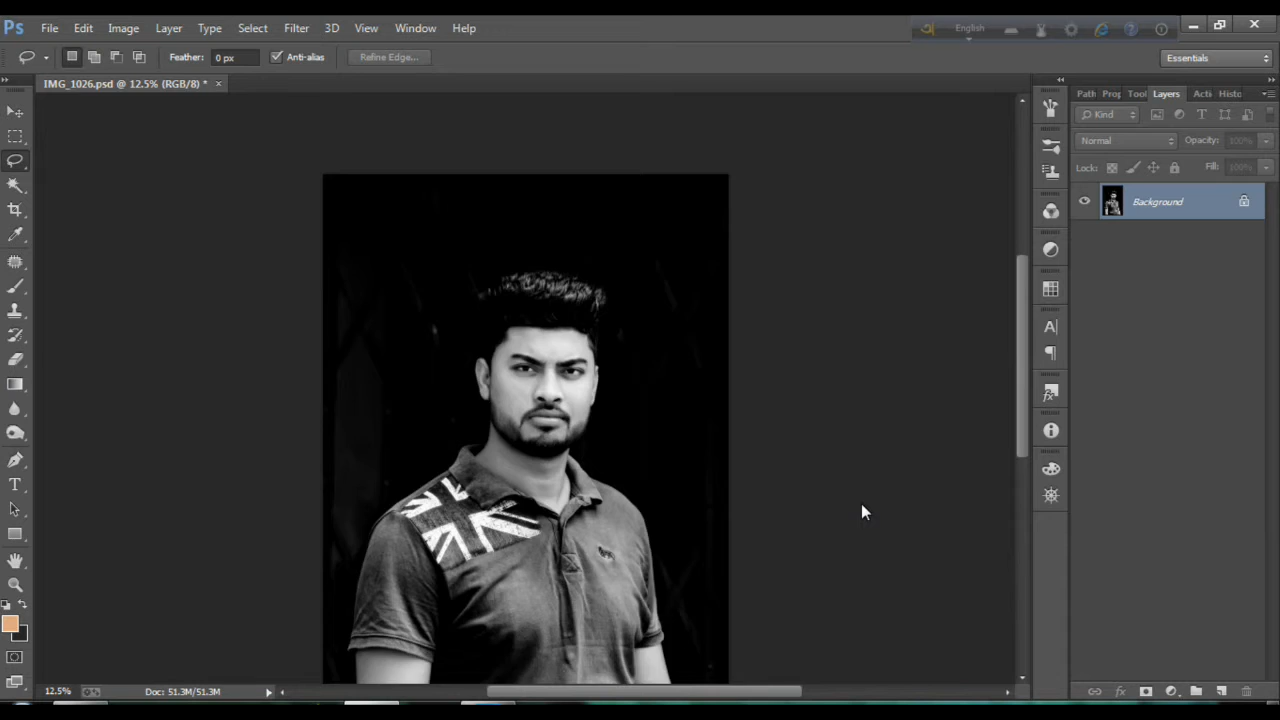 Ps File Edit Image Layer Type Select Filter 3D View Window Help
English
Feather: 0 px Anti-alias Refine Edge... Essentials
IMG_1026.psd @ 12.5% (RGB/8) * ×
Path Prop Tool Layers Acti Histo
Kind
Normal Opacity: 100%
Lock: Fill: 100%
Background
12.5% Doc: 51.3M/51.3M